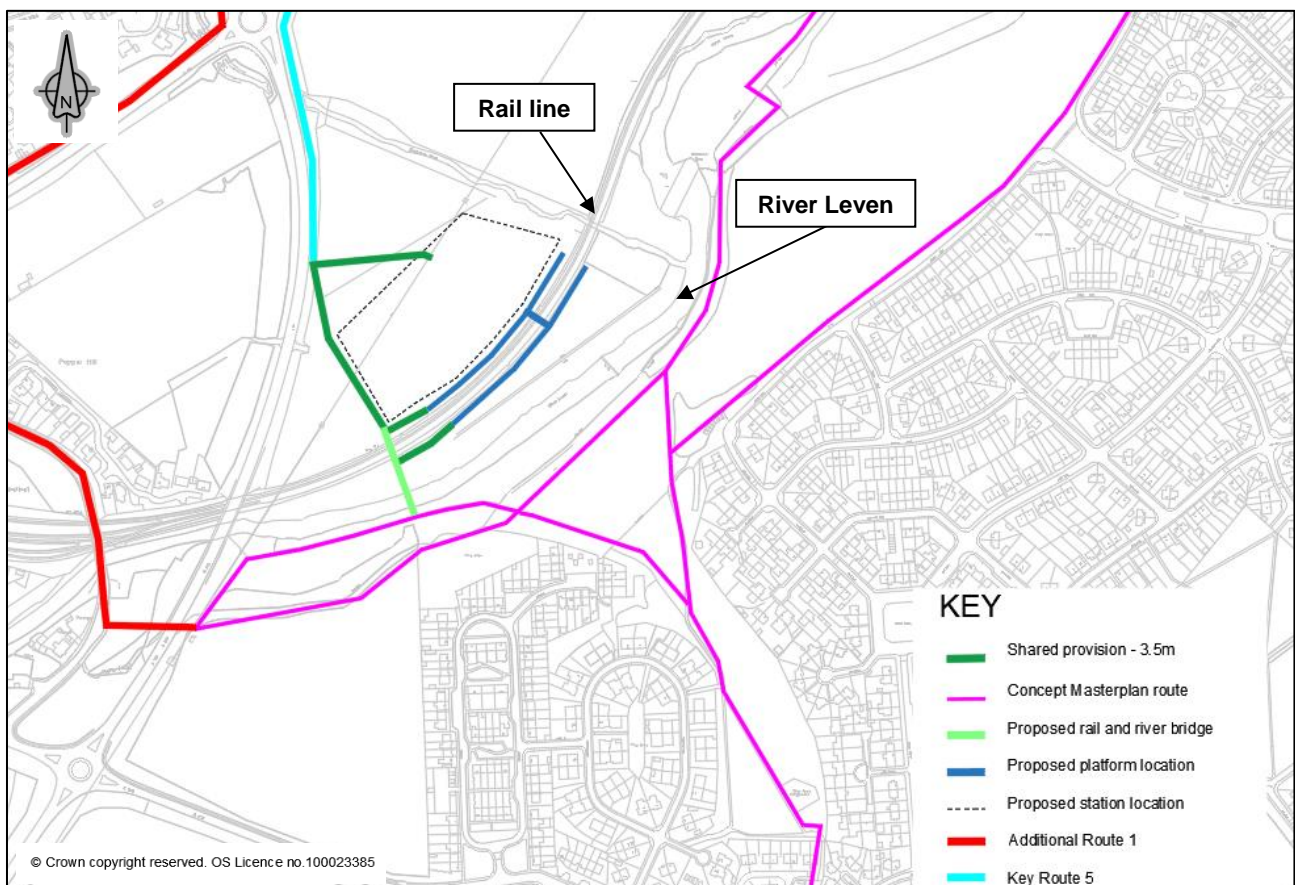 N
Rail line
River Leven
KEY
Shared provision - 3.5m
Concept Masterplan route
Proposed rail and river bridge
Proposed platform location
Proposed station location
Additional Route 1
Key Route 5
© Crown copyright reserved. OS Licence no.100023385